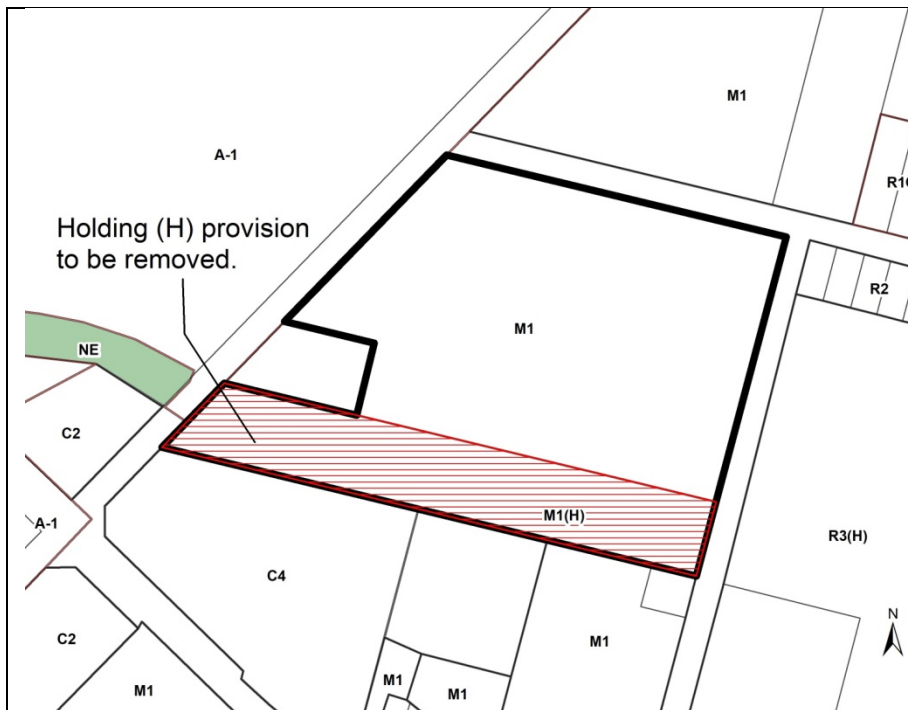 M1
A-1
R1
Holding (H) provision
to be removed.
R2
M1
NE
C2
M1(H)
A-1
R3(H)
C4
N
C2
M1
M1
M1
M1